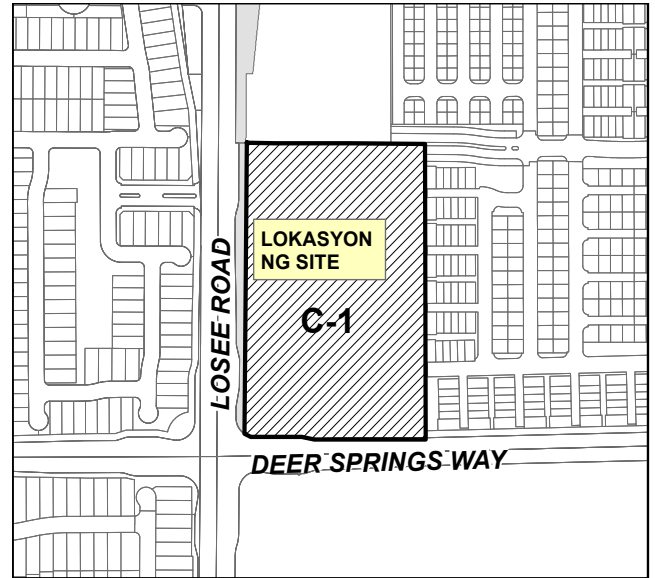 LOKASYON
NG SITE
C-1
LOSEE ROAD
DEER SPRINGS WAY